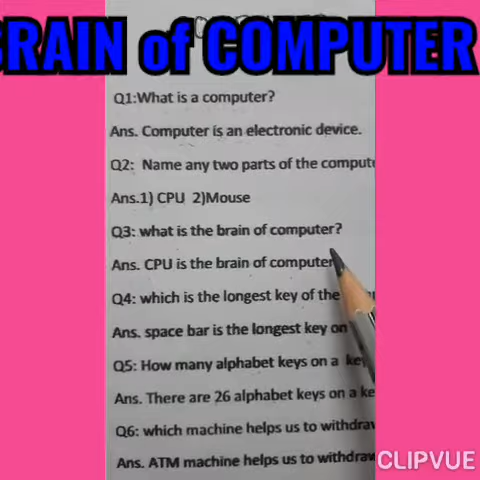 BRAIN of COMPUTER
Q1:What is a computer?
Ans. Computer is an electronic device.
Q2: Name any two parts of the
Ans.1) CPU 2)Mouse
Q3: what is the brain of computer?
Ans. CPU is the brain of computer
Q4: which is the longest key of the
Ans. space bar is the longest key on
Q5: How many alphabet keys on a
Ans. There are 26 alphabet keys on a
Q6: which machine helps us to
Ans. ATM machine helps us to
CLIPVUE